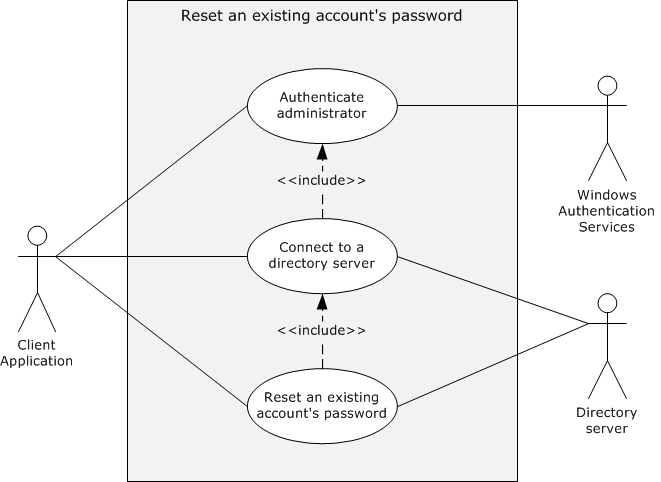 Reset an existing account's password
Authenticate
administrator
<<include>>
Windows
Authentication
Services
Connect to a
directory server
Client
Application
<<include>>
Reset an existing
account's password
Directory
server